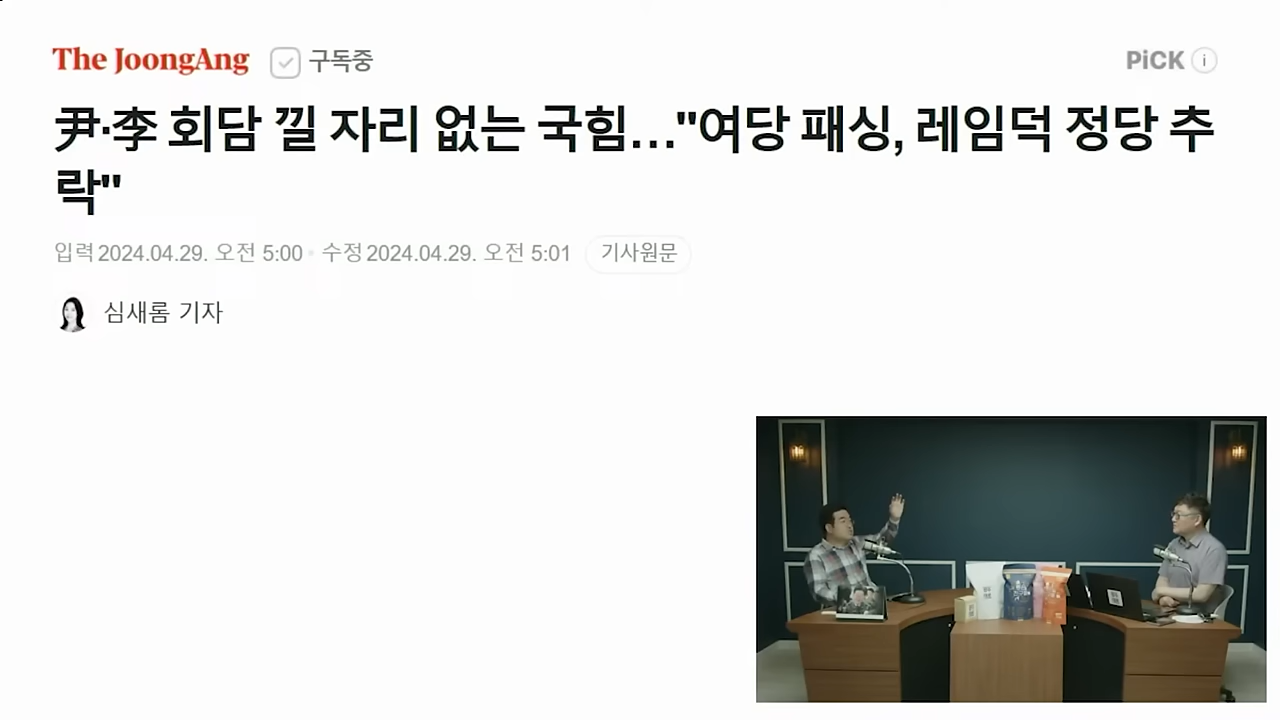 The JoongAng 구독중 PiCK i
尹·李 회담 낄 자리 없는 국힘…"여당 패싱, 레임덕 정당 추
락"
입력 2024.04.29. 오전 5:00 · 수정 2024.04.29. 오전 5:01 기사원문
심새롬 기자